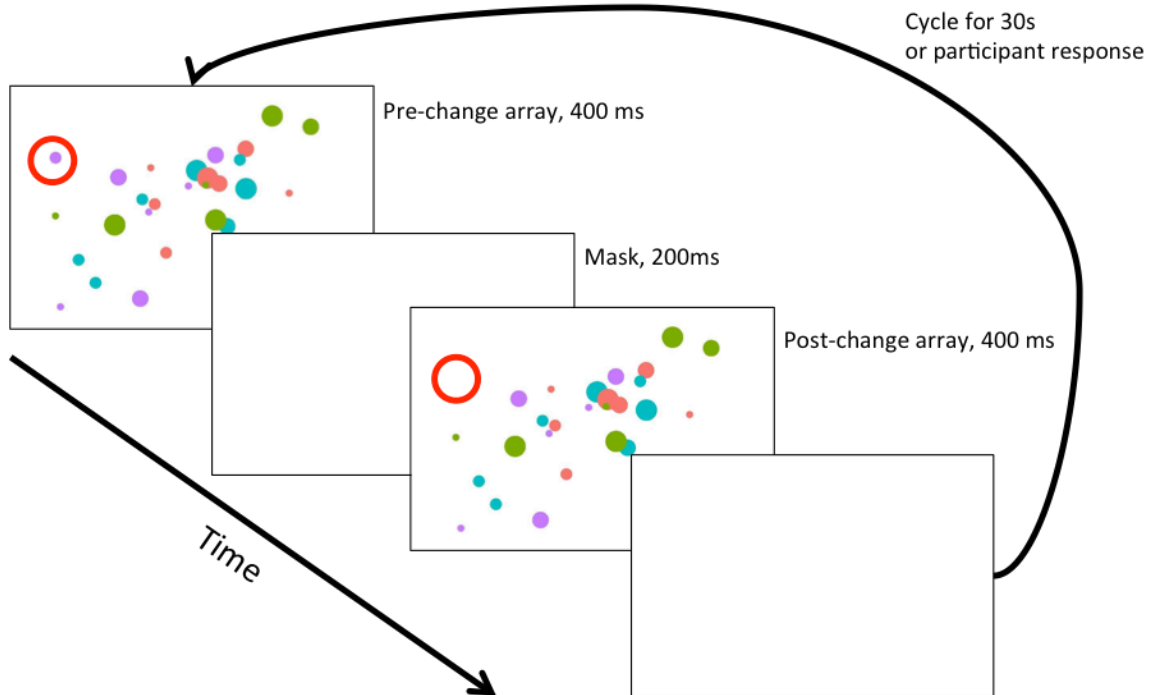 Cycle for 30s
or participant response
Pre-change array, 400 ms
Mask, 200ms
Post-change array, 400 ms
Time